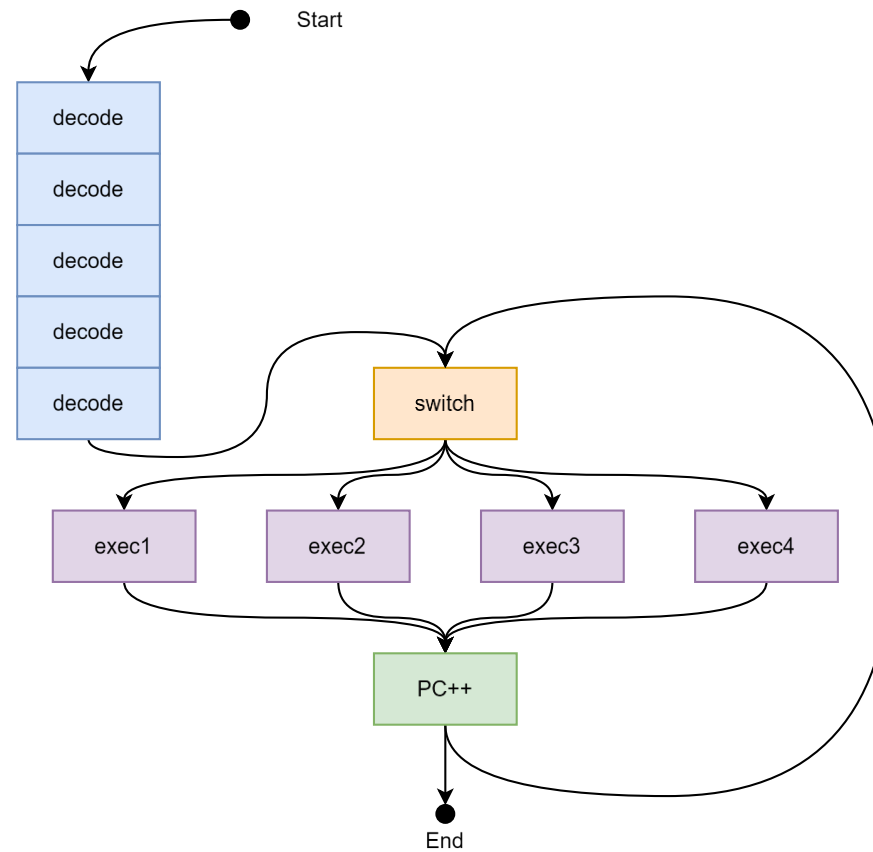 Start
decode
decode
decode
decode
decode
switch
exec1
exec2
exec3
exec4
PC++
End